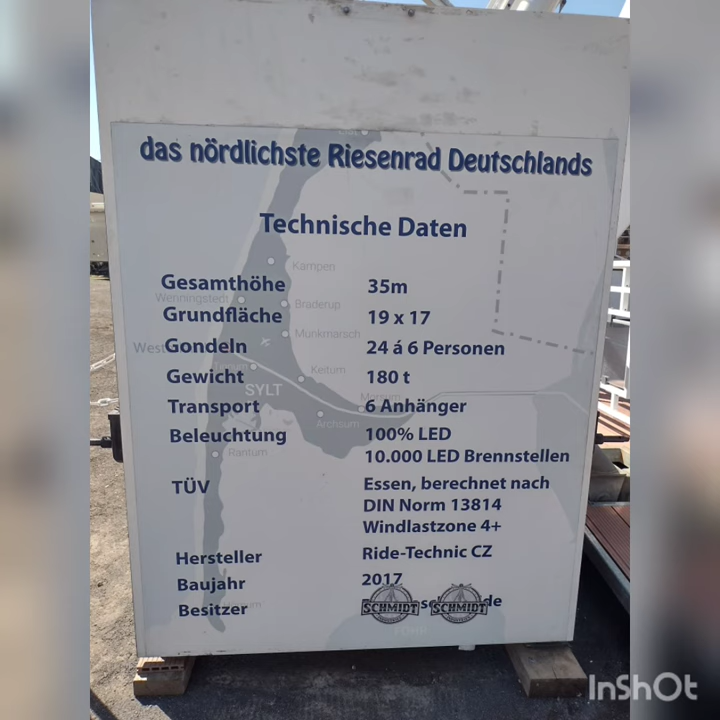 das nördlichste Riesenrad Deutschlands
Technische Daten
Gesamthöhe 35m
Grundfläche 19 x 17
Gondeln 24 á 6 Personen
Gewicht 180 t
Transport 6 Anhänger
Beleuchtung 100% LED
10.000 LED Brennstellen
TÜV Essen, berechnet nach
DIN Norm 13814
Windlastzone 4+
Hersteller Ride-Technic CZ
Baujahr 2017
Besitzer
SCHMIDT SCHMIDT
Kampen
Wenningstedt
Braderup
Munkmarsch
Keitum
SYLT
Archsum
Rantum
InShOt